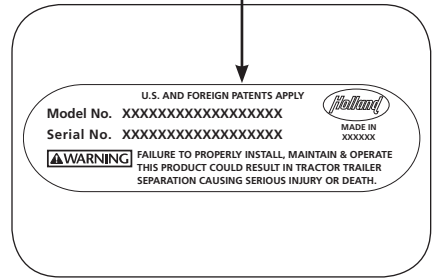 U.S. AND FOREIGN PATENTS APPLY
Holland
Model No. XXXXXXXXXXXXXXXXXX
Serial No. XXXXXXXXXXXXXXXXXX
MADE IN
XXXXXX
WARNING FAILURE TO PROPERLY INSTALL, MAINTAIN & OPERATE
THIS PRODUCT COULD RESULT IN TRACTOR TRAILER
SEPARATION CAUSING SERIOUS INJURY OR DEATH.